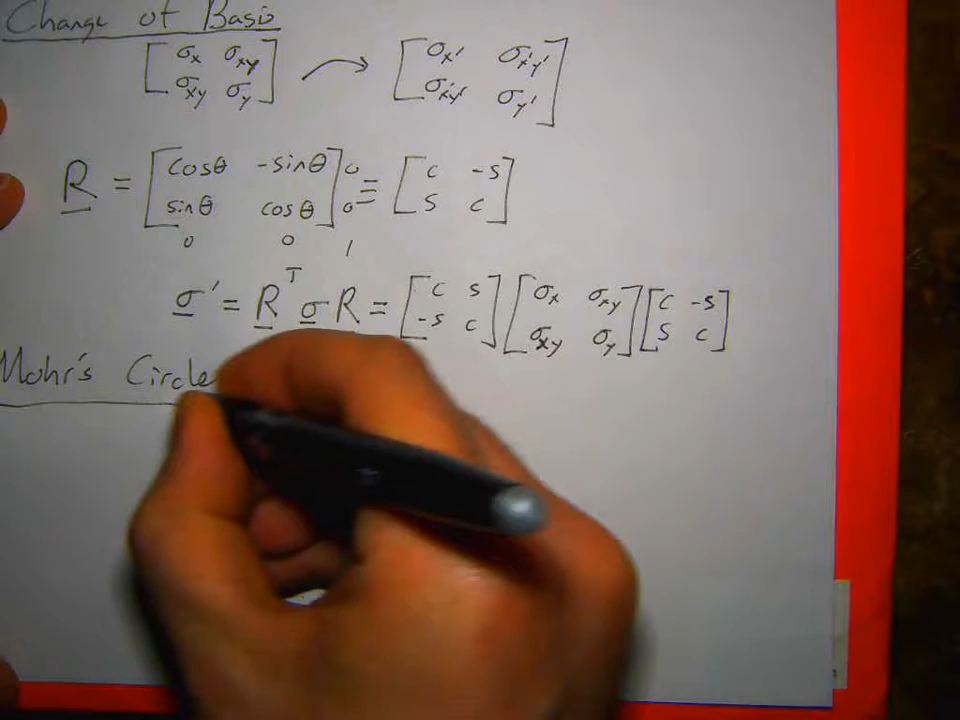 Change of Basis
[σx σxy] → [σx' σx'y']
[σxy σy] [σx'y' σy']
R = [cosθ -sinθ] 0 = [c -s]
[sinθ cosθ] 0 [s c]
0 0 1
σ' = R^T σ R = [c s] [σx σxy] [c -s]
[-s c] [σxy σy] [s c]
Mohr's Circle